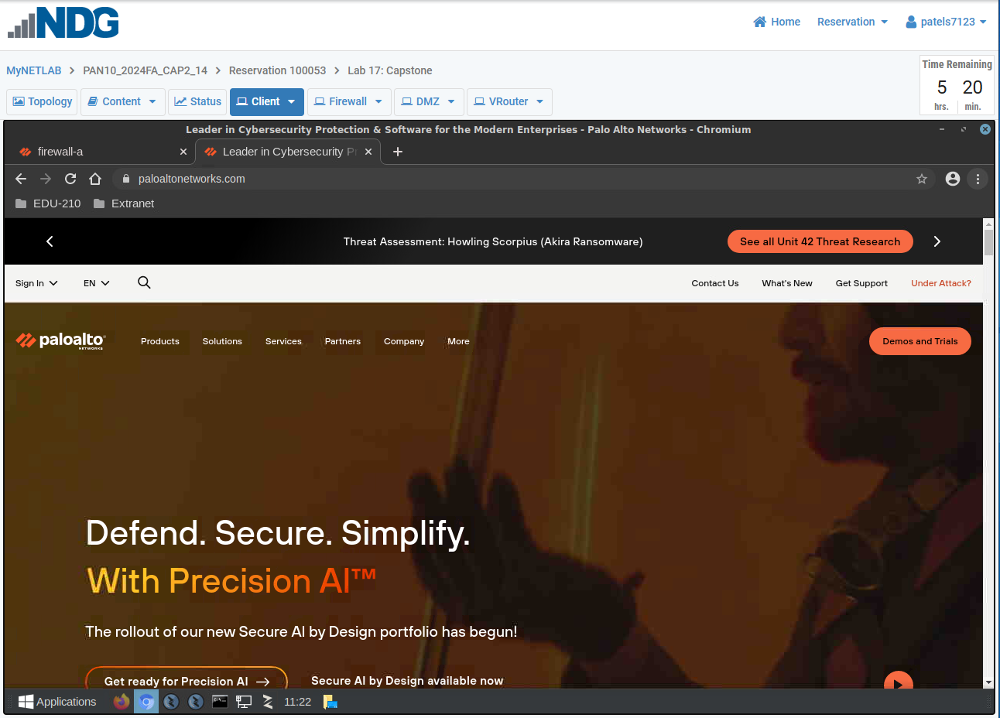 NDG
Home
Reservation
patels7123
MyNETLAB > PAN10_2024FA_CAP2_14 > Reservation 100053 > Lab 17: Capstone
Time Remaining
5 20
hrs. min.
Topology
Content
Status
Client
Firewall
DMZ
VRouter
Leader in Cybersecurity Protection & Software for the Modern Enterprises - Palo Alto Networks - Chromium
firewall-a
Leader in Cybersecurity P
paloaltonetworks.com
EDU-210
Extranet
Threat Assessment: Howling Scorpius (Akira Ransomware)
See all Unit 42 Threat Research
Sign In
EN
Contact Us
What's New
Get Support
Under Attack?
paloalto
NETWORKS
Products
Solutions
Services
Partners
Company
More
Demos and Trials
Defend. Secure. Simplify.
With Precision AI™
The rollout of our new Secure AI by Design portfolio has begun!
Get ready for Precision AI
Secure AI by Design available now
Applications
11:22